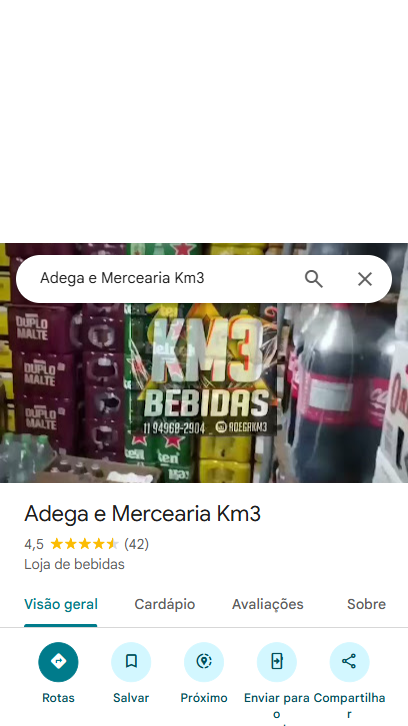 Adega e Mercearia Km3
DUPLO
MALTE
DUPLO
MALTE
DUPLO
MALTE
KM3
BEBIDAS
11 94968-2904 @ADEGAKM3
Adega e Mercearia Km3
4,5 (42)
Loja de bebidas
Visão geral Cardápio Avaliações Sobre
Rotas Salvar Próximo Enviar para o Compartilhar